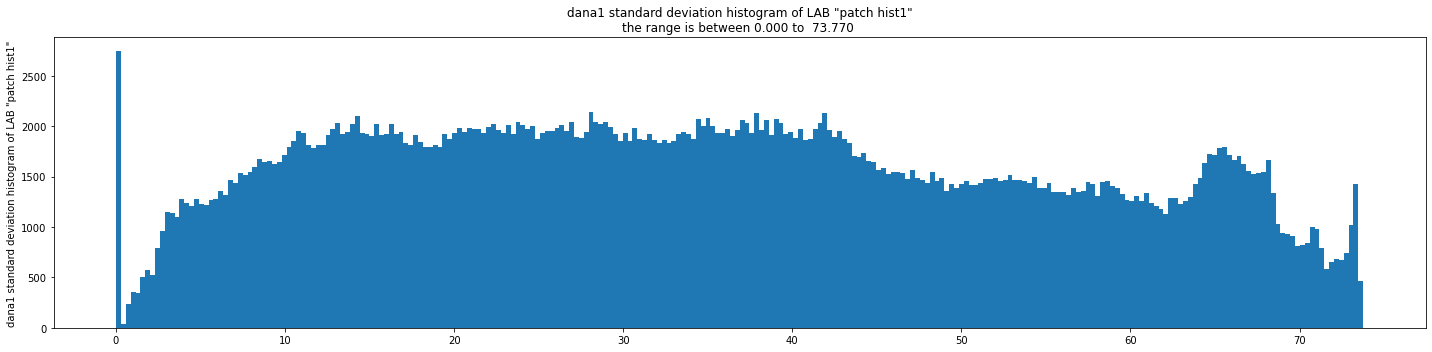 dana1 standard deviation histogram of LAB "patch hist1"
the range is between 0.000 to  73.770
dana1 standard deviation histogram of LAB "patch hist1"
2500
2000
1500
1000
500
0
0 10 20 30 40 50 60 70